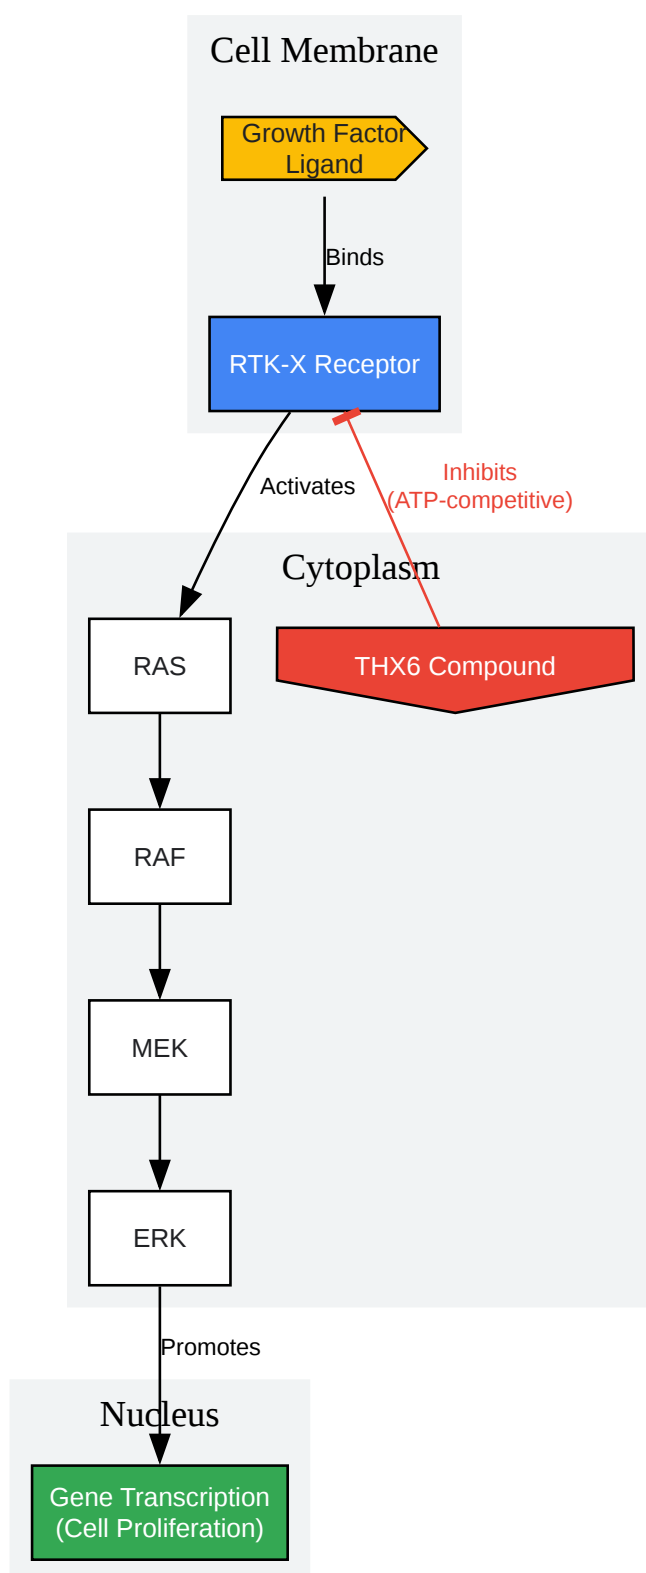 Cell Membrane
Growth Factor
Ligand
Binds
RTK-X Receptor
Activates
Inhibits
(ATP-competitive)
Cytoplasm
RAS
THX6 Compound
RAF
MEK
ERK
Promotes
Nucleus
Gene Transcription
(Cell Proliferation)